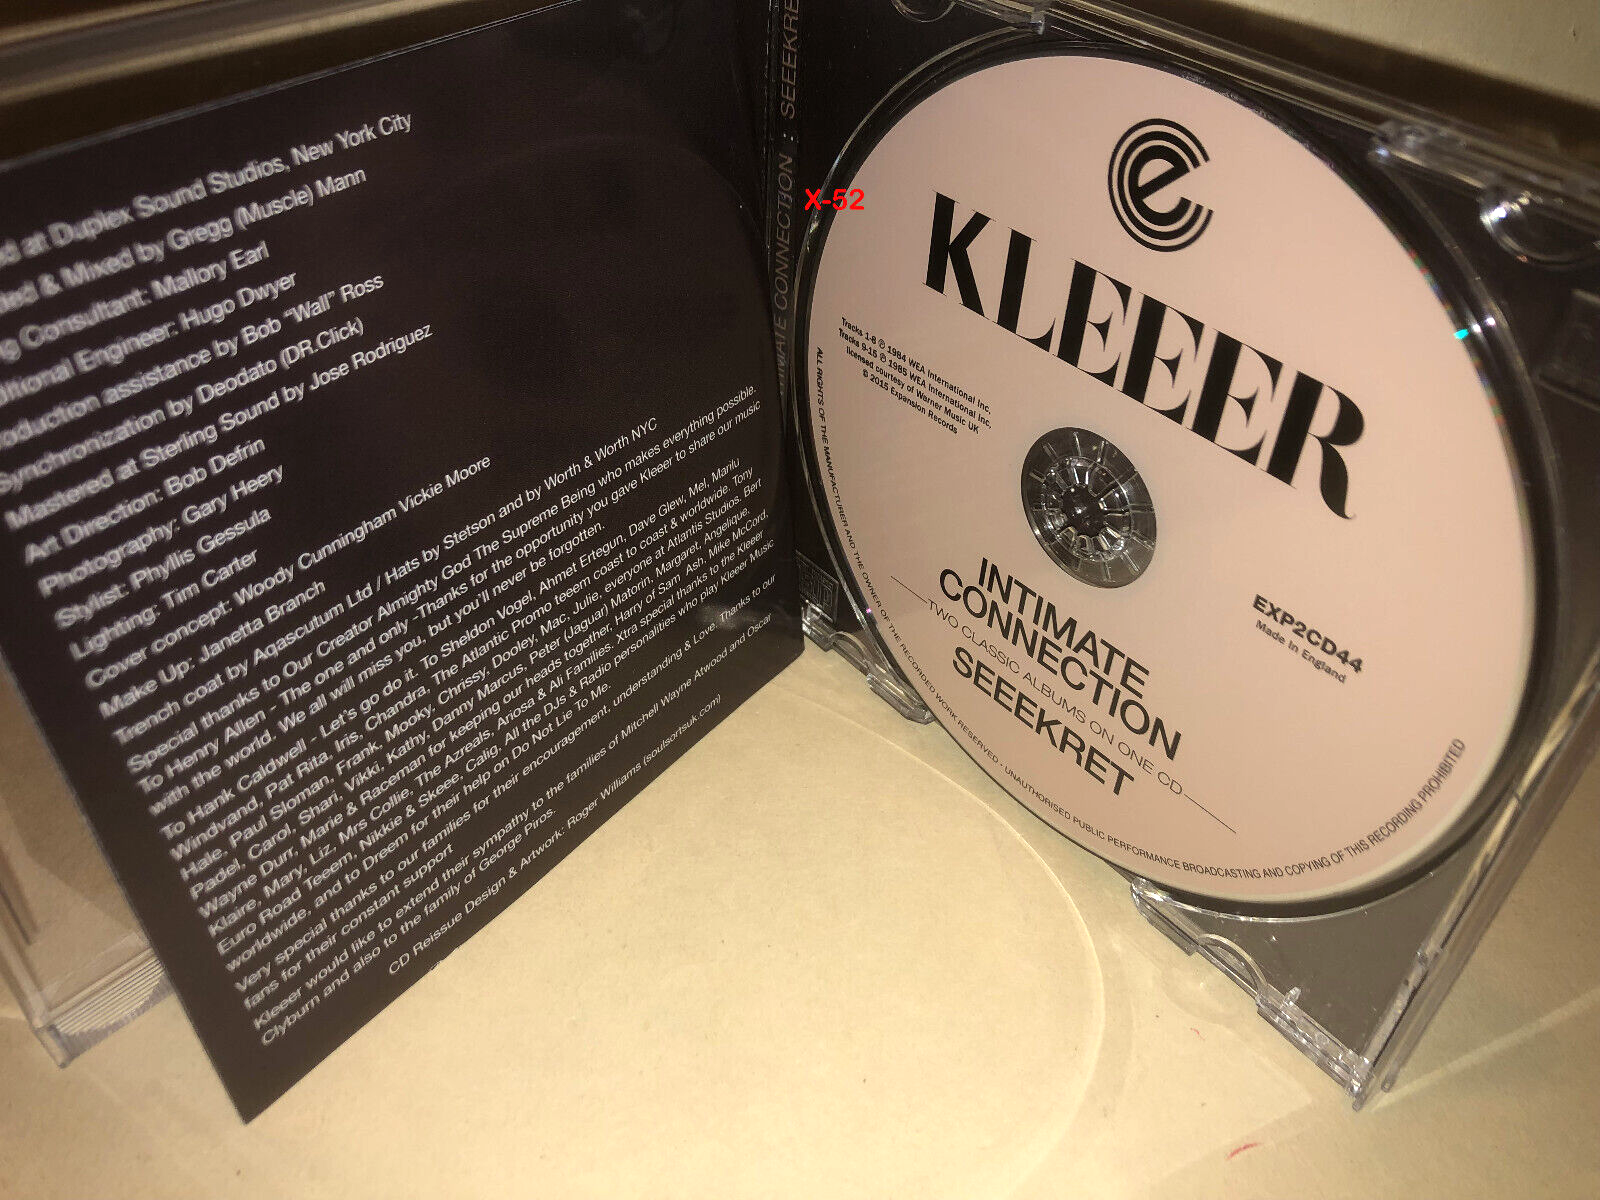 at Duplex Sound Studios, New York City
& Mixed by Gregg (Muscle) Mann
Consultant: Mallory Earl
Engineer: Hugo Dwyer
assistance by Bob "Wall" Ross
Synchronization by Deodato (DR.Click)
Mastered at Sterling Sound by Jose Rodriguez
Art Direction: Bob Defrin
Photography: Gary Heery
Stylist: Phyllis Gessula
Lighting: Tim Carter
Cover concept: Woody Cunningham Vickie Moore
Make Up: Janetta Branch
Trench coat by Aqascutum Ltd / Hats by Stetson and by Worth & Worth NYC
Special thanks to Our Creator Almighty God The Supreme Being who makes everything possible.
To Henry Allen - The one and only - Thanks for the opportunity you gave Kleeer to share our music
with the world. We all will miss you, but you'll never be forgotten.
To Hank Caldwell - Let's go do it. To Sheldon Vogel, Ahmet Ertegun, Dave Glew, Mel, Marilu
Windvand, Pat Rita, Iris, Chandra, The Atlantic Promo teeem coast to coast & worldwide. Tony
Hale, Paul Sloman, Frank, Mooky, Chrissy, Dooley, Mac, Julie, everyone at Atlantis Studios. Bert
Padel, Carol, Shari, Vikki, Kathy, Danny Marcus, Peter (Jaguar) Matorin, Margaret, Angelique.
Wayne Durr, Marie & Raceman for keeping our heads together, Harry of Sam Ash, Mike McCord,
Klaire, Mary, Liz, Mrs Collie, The Azreals, Ariosa & Ali Families. Xtra special thanks to the Kleeer
Euro Road Teeem, Nikkie & Skeee, Calig. All the DJs & Radio personalities who play Kleeer Music
worldwide, and to Dreem for their help on Do Not Lie To Me.
Very special thanks to our families for their encouragement, understanding & Love. Thanks to our
fans for their constant support
Kleeer would like to extend their sympathy to the families of Mitchell Wayne Atwood and Oscar
Clyburn and also to the family of George Piros.
CD Reissue Design & Artwork: Roger Williams (soulsortsuk.com)
INTIMATE CONNECTION : SEEEKRE
X-52
e
KLEEER
Tracks 1-8 ℗ 1984 WEA International Inc.
Tracks 9-15 ℗ 1985 WEA International Inc.
licensed courtesy of Warner Music UK
© 2015 Expansion Records
EXP2CD44
Made in England
INTIMATE
CONNECTION
TWO CLASSIC ALBUMS ON ONE CD
SEEEKRET
ALL RIGHTS OF THE MANUFACTURER AND THE OWNER OF THE RECORDED WORK RESERVED - UNAUTHORISED PUBLIC PERFORMANCE BROADCASTING AND COPYING OF THIS RECORDING PROHIBITED